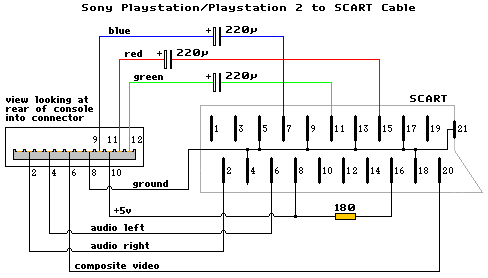 Sony Playstation/Playstation 2 to SCART Cable
blue
+ 220µ
red
+ 220µ
green
+ 220µ
view looking at
rear of console
into connector
SCART
9 11 12
1 3 5 7 9 11 13 15 17 19 21
2 4 6 8 10
2 4 6 8 10 12 14 16 18 20
ground
+5v
180
audio left
audio right
composite video